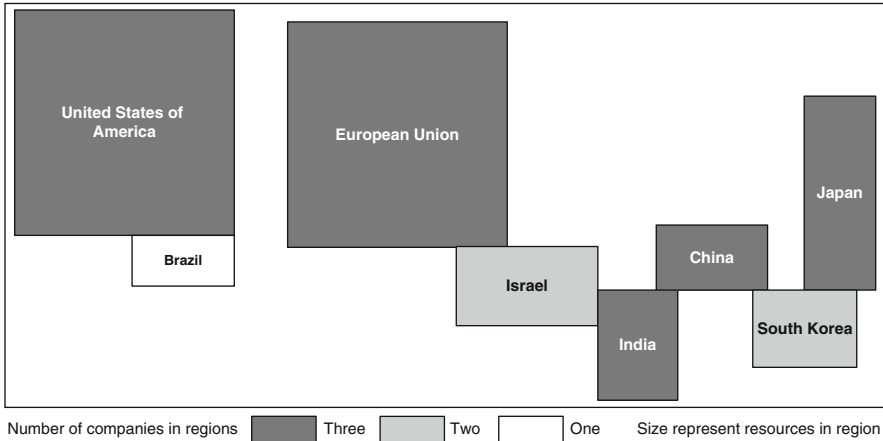 United States of
America
European Union
Japan
Brazil
China
Israel
South Korea
India
Number of companies in regions Three Two One Size represent resources in region